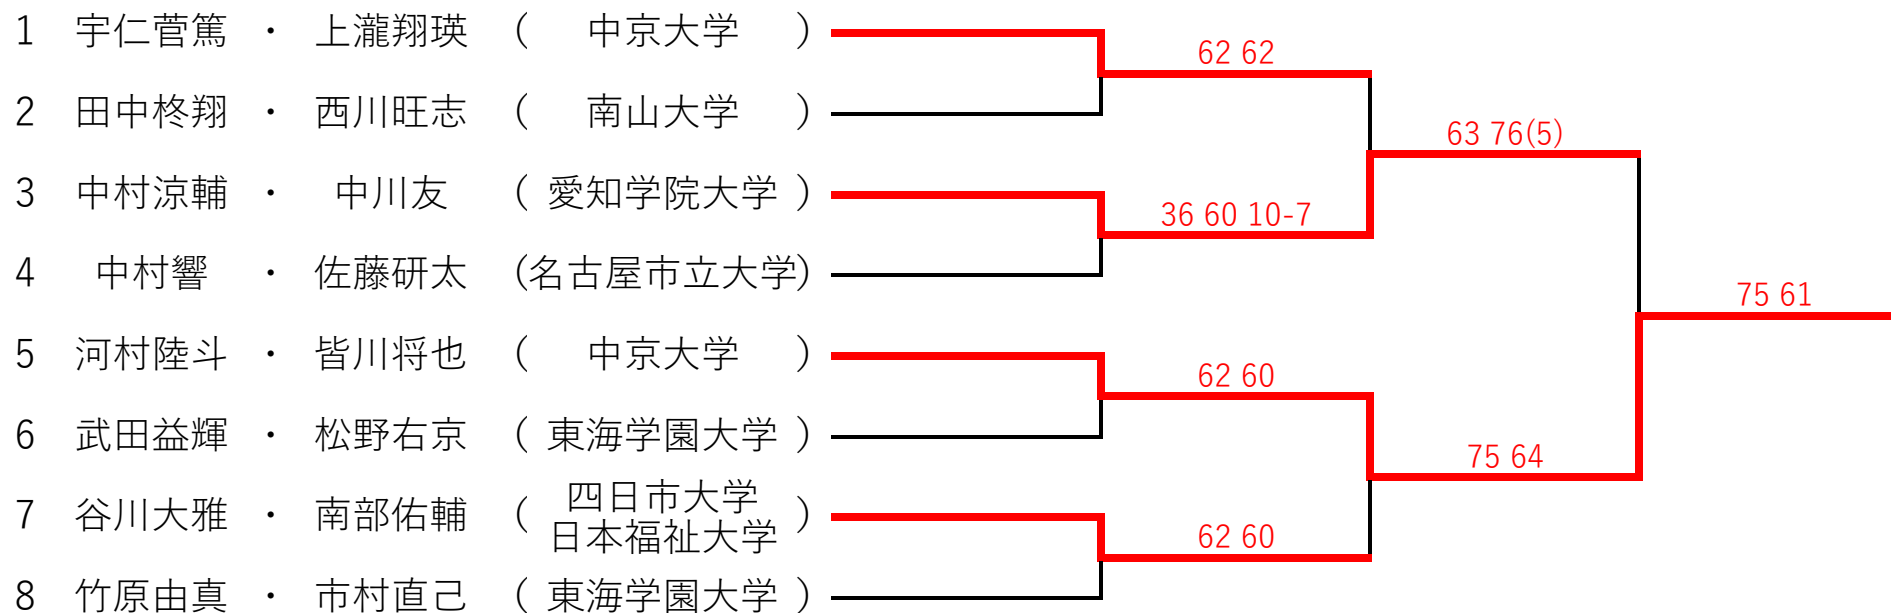 1 宇仁菅篤 ・ 上瀧翔瑛 ( 中京大学 )
62 62
2 田中柊翔 ・ 西川旺志 ( 南山大学 )
63 76(5)
3 中村涼輔 ・ 中川友 ( 愛知学院大学 )
36 60 10-7
4 中村響 ・ 佐藤研太 (名古屋市立大学)
75 61
5 河村陸斗 ・ 皆川将也 ( 中京大学 )
62 60
6 武田益輝 ・ 松野右京 ( 東海学園大学 )
75 64
7 谷川大雅 ・ 南部佑輔 ( 四日市大学
日本福祉大学 )
62 60
8 竹原由真 ・ 市村直己 ( 東海学園大学 )